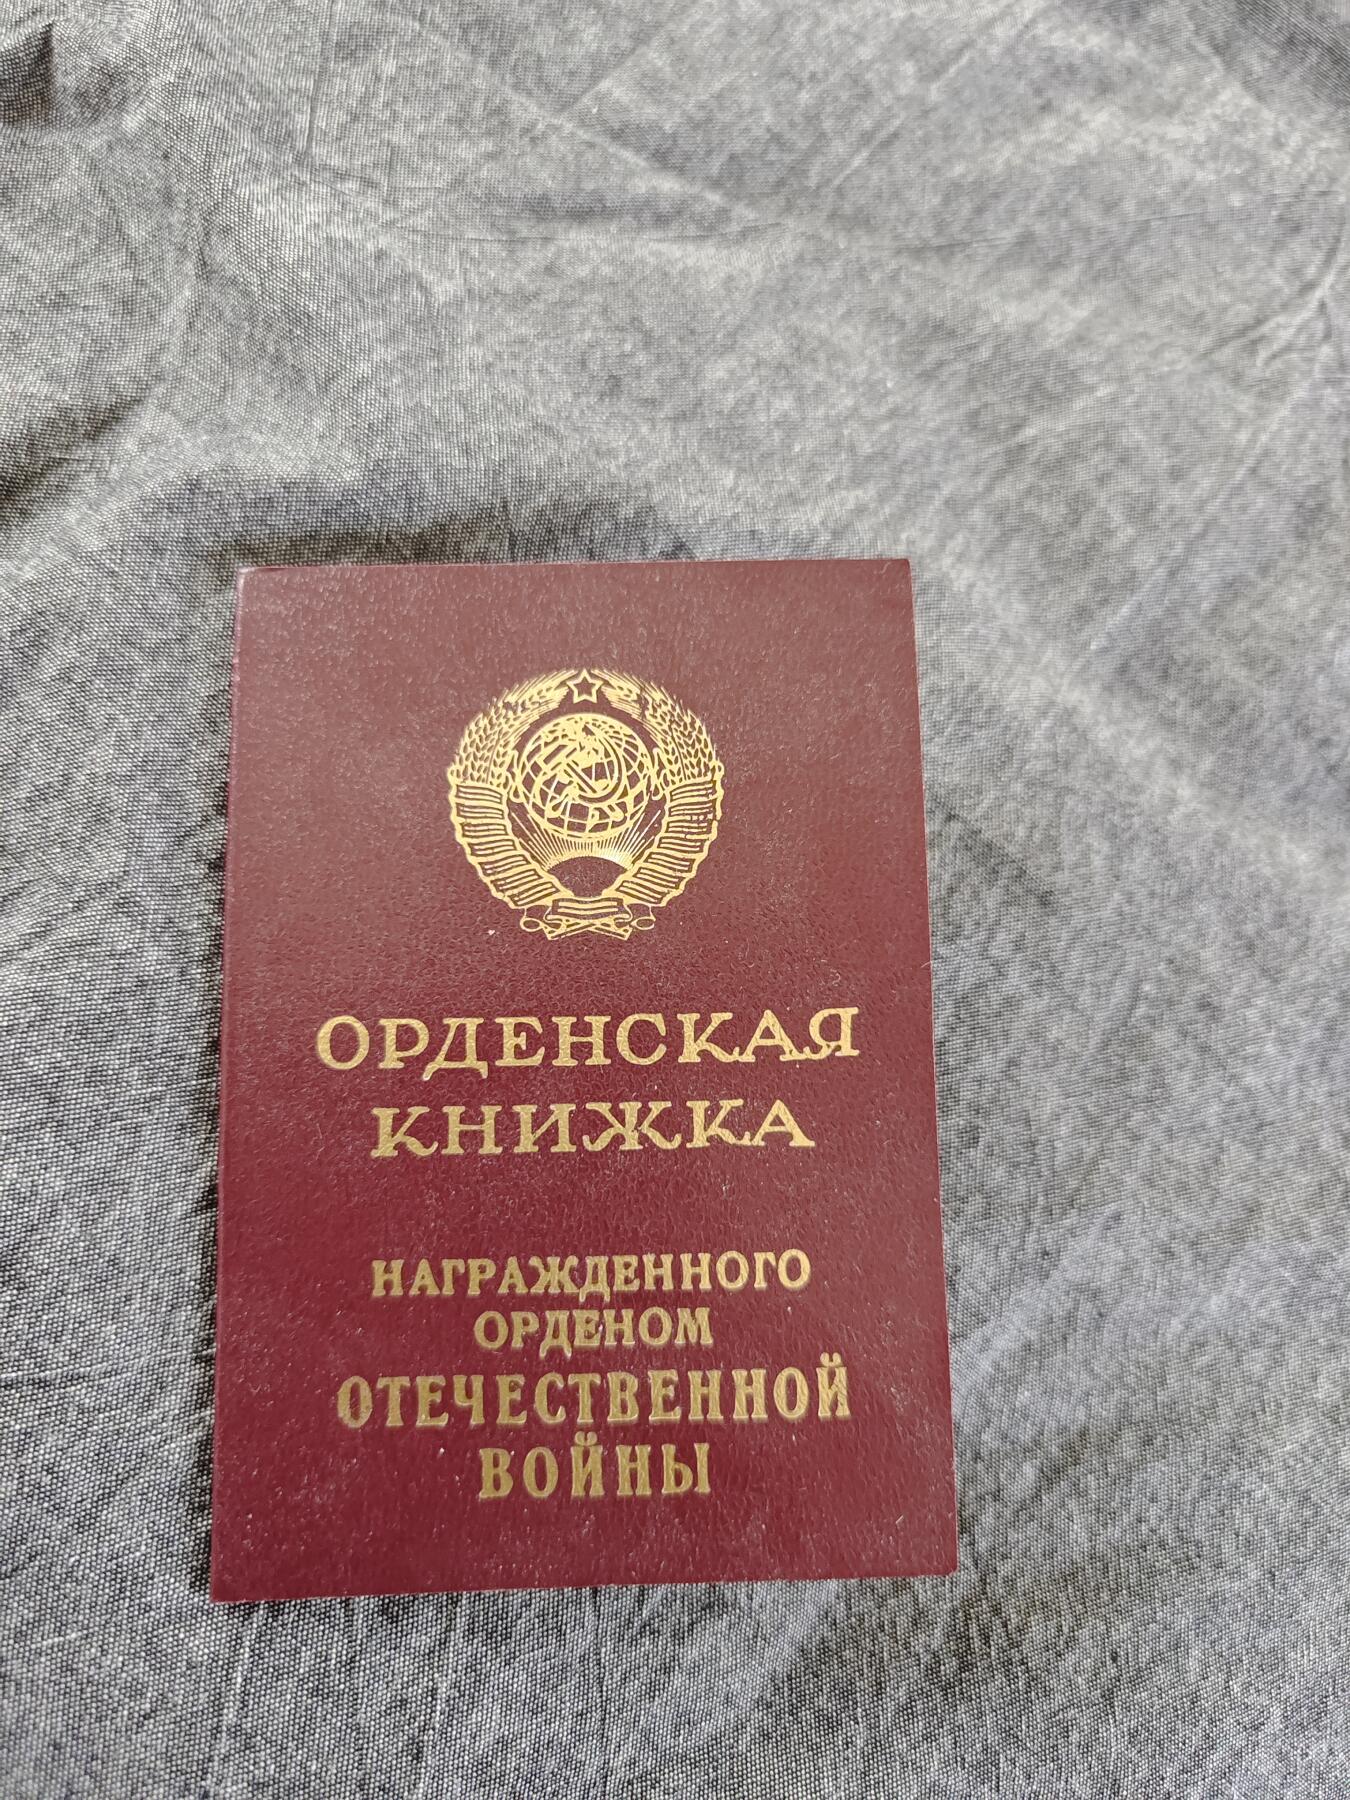 ОРДЕНСКАЯ
КНИЖКА
НАГРАЖДЕННОГО
ОРДЕНОМ
ОТЕЧЕСТВЕННОЙ
ВОЙНЫ